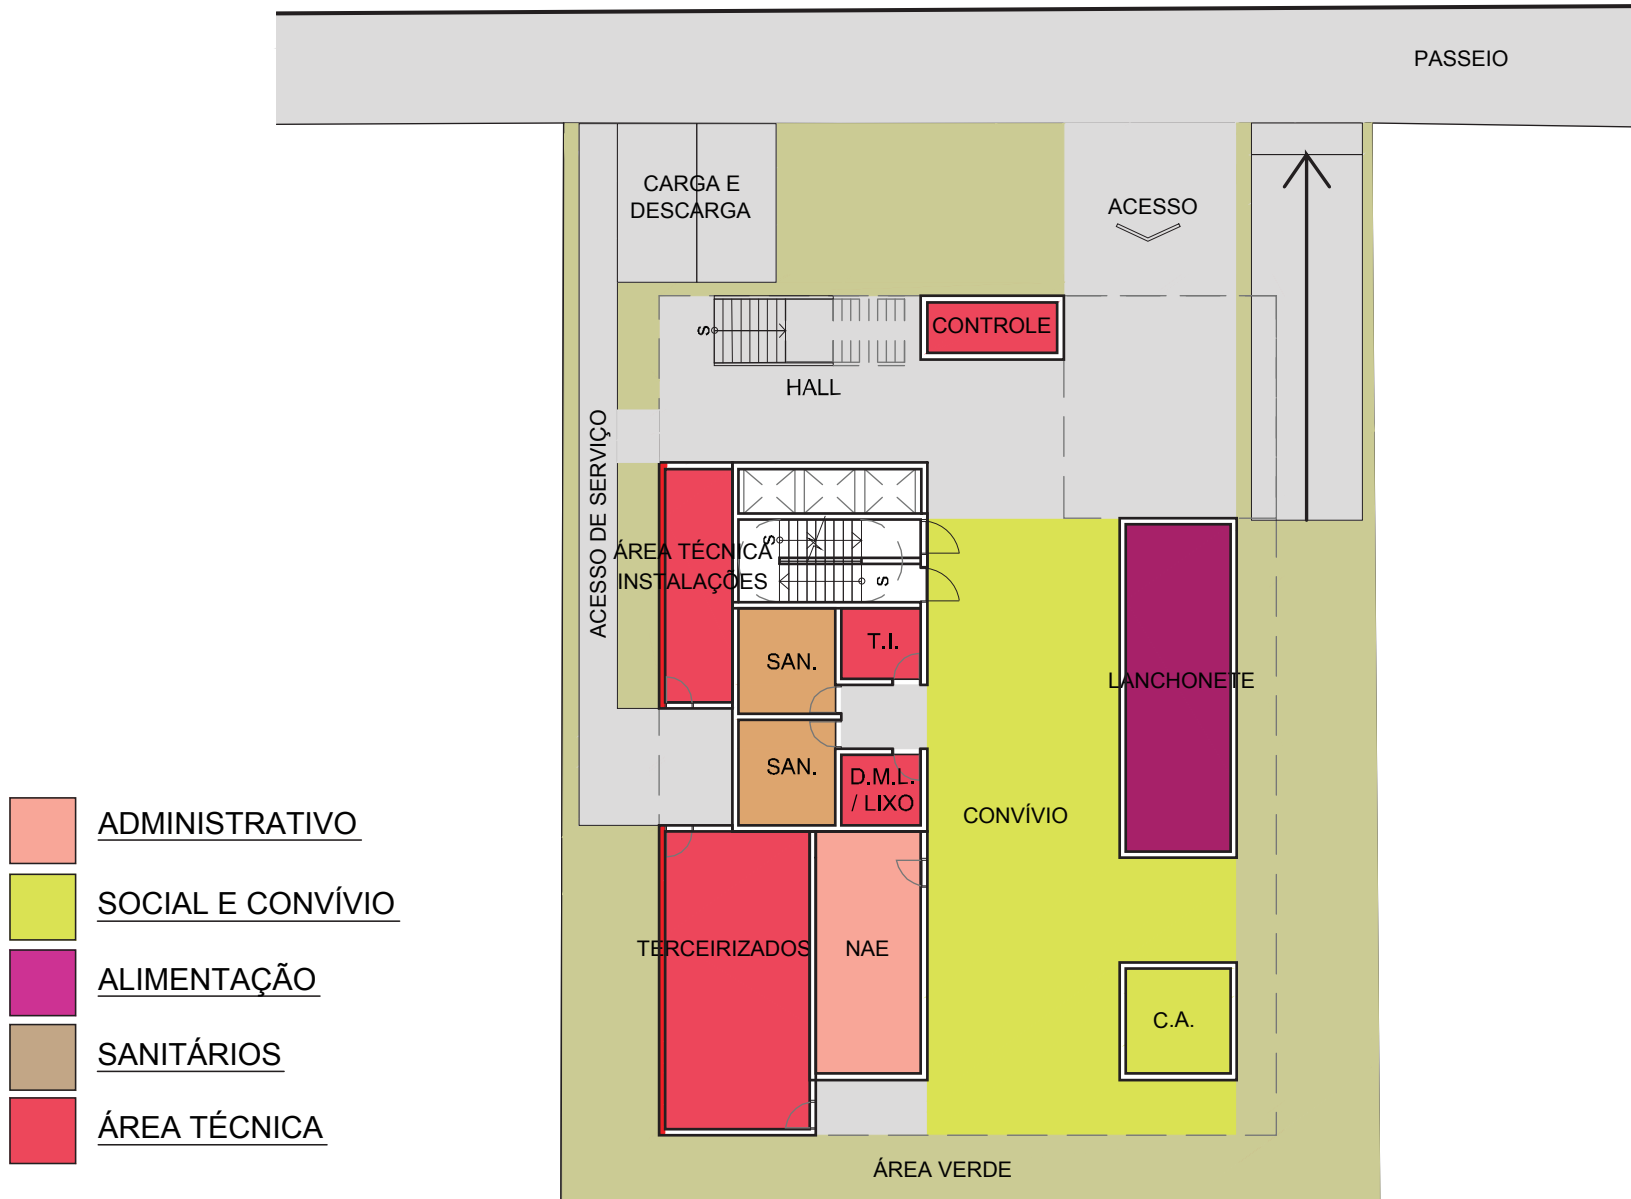 PASSEIO
CARGA E
DESCARGA
ACESSO
S
CONTROLE
HALL
ACESSO DE SERVIÇO
S
ÁREA TÉCNICA
INSTALAÇÕES
S
T.I.
SAN.
LANCHONETE
SAN.
D.M.L.
/ LIXO
CONVÍVIO
TERCEIRIZADOS
NAE
C.A.
ÁREA VERDE
ADMINISTRATIVO
SOCIAL E CONVÍVIO
ALIMENTAÇÃO
SANITÁRIOS
ÁREA TÉCNICA